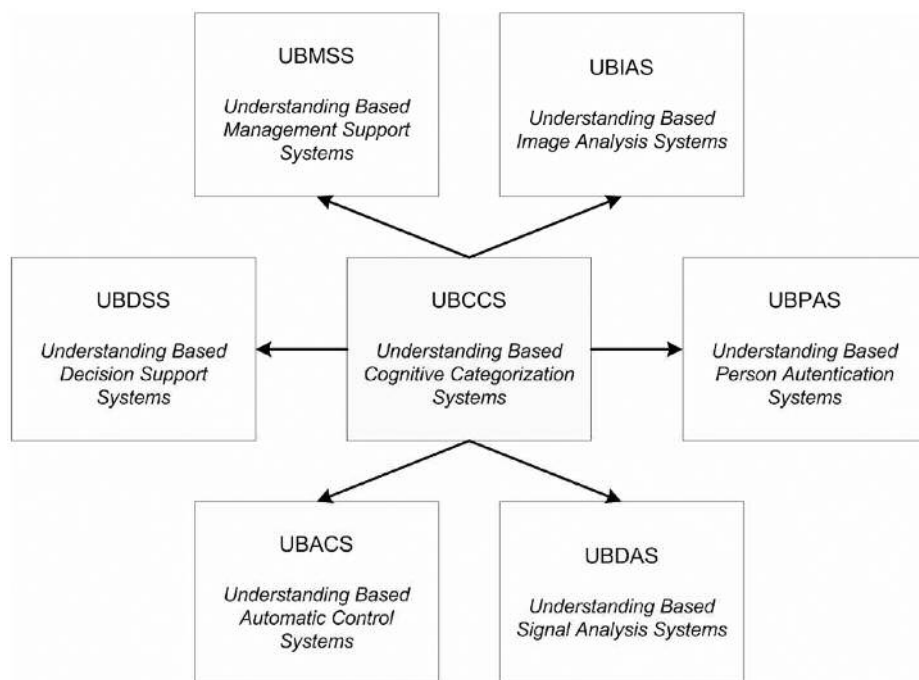 UBMSS
Understanding Based
Management Support
Systems
UBIAS
Understanding Based
Image Analysis Systems
UBDSS
Understanding Based
Decision Support
Systems
UBCCS
Understanding Based
Cognitive Categorization
Systems
UBPAS
Understanding Based
Person Autentication
Systems
UBACS
Understanding Based
Automatic Control
Systems
UBDAS
Understanding Based
Signal Analysis Systems